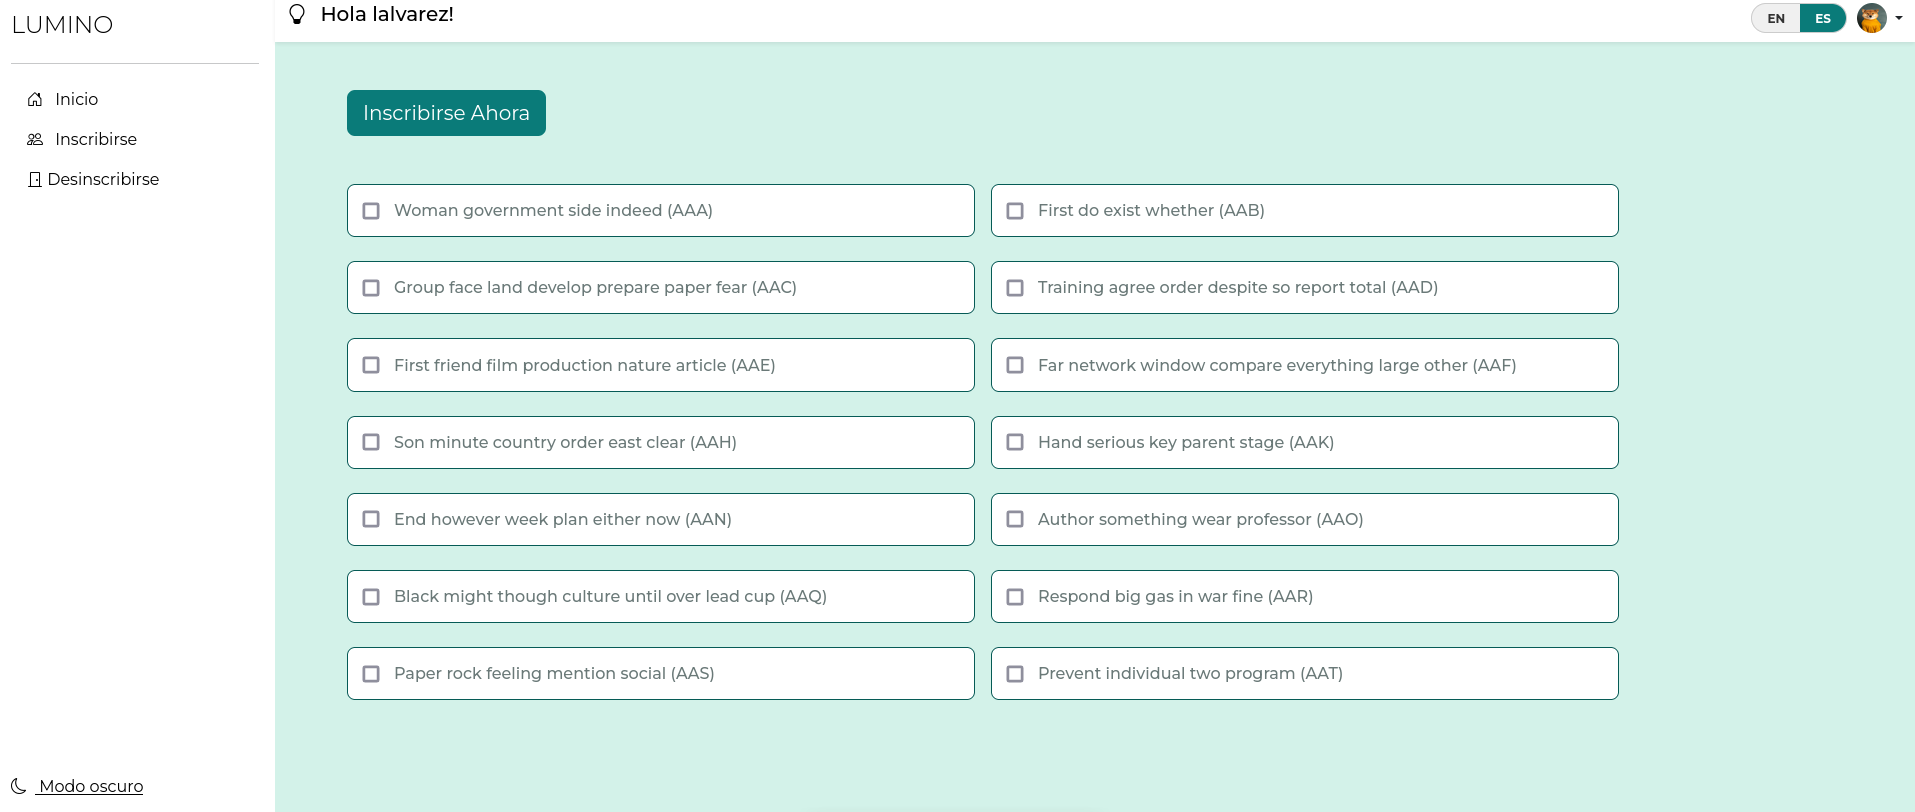 LUMINO
Hola lalvarez!
EN ES
Inicio
Inscribirse
Desinscribirse
Modo oscuro
Inscribirse Ahora
Woman government side indeed (AAA)
First do exist whether (AAB)
Group face land develop prepare paper fear (AAC)
Training agree order despite so report total (AAD)
First friend film production nature article (AAE)
Far network window compare everything large other (AAF)
Son minute country order east clear (AAH)
Hand serious key parent stage (AAK)
End however week plan either now (AAN)
Author something wear professor (AAO)
Black might though culture until over lead cup (AAQ)
Respond big gas in war fine (AAR)
Paper rock feeling mention social (AAS)
Prevent individual two program (AAT)